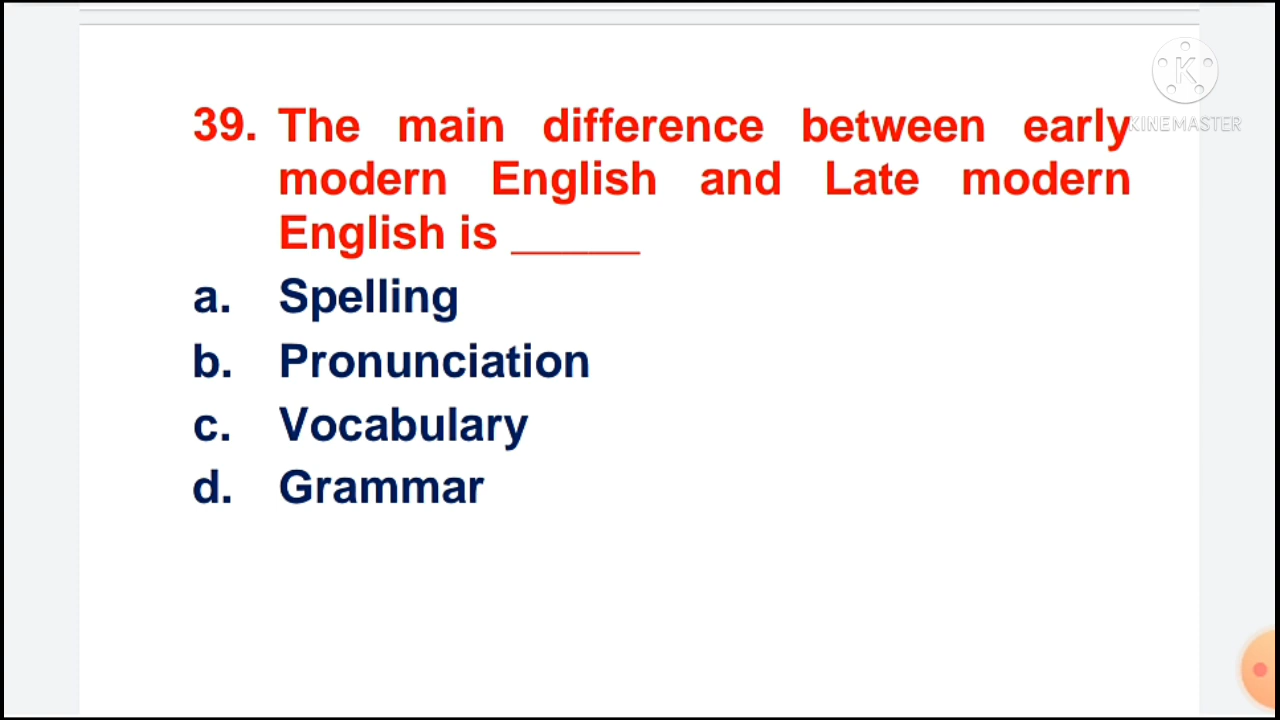 39. The main difference between early
KINEMASTER
modern English and Late modern
English is _____
a. Spelling
b. Pronunciation
c. Vocabulary
d. Grammar